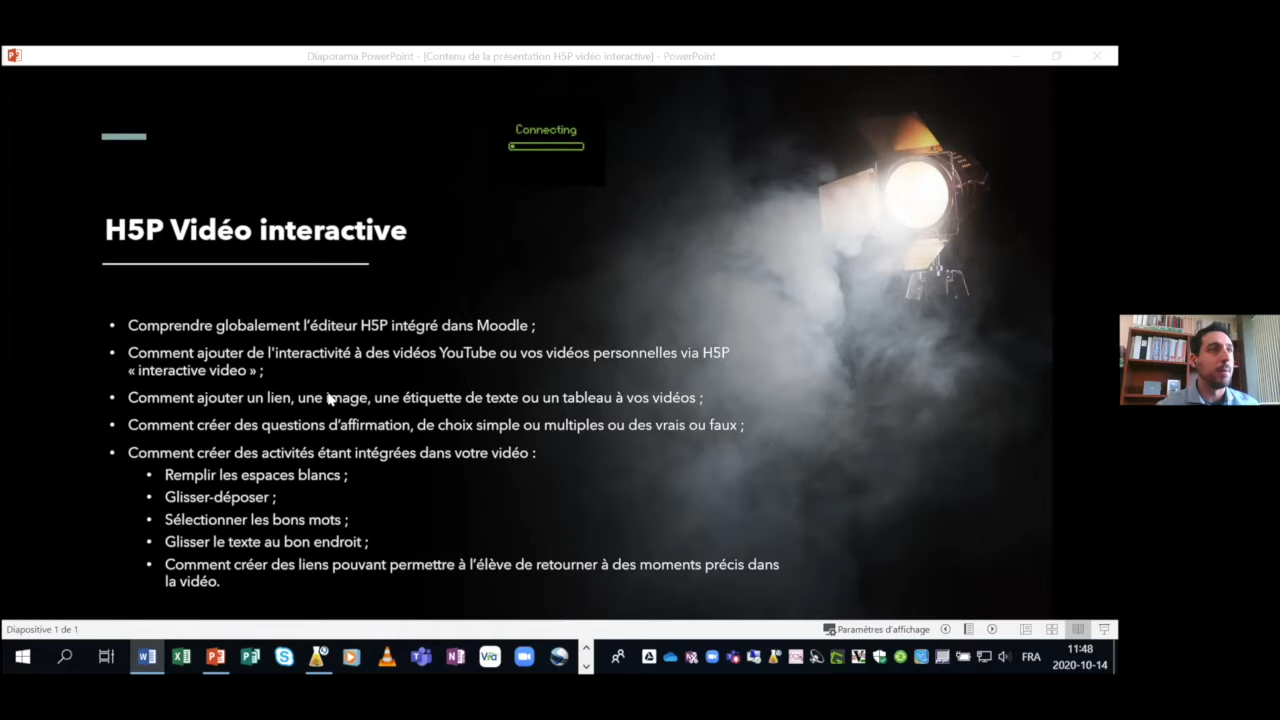 Diaporama PowerPoint - [Contenu de la présentation H5P vidéo interactive] - PowerPoint
Connecting
H5P Vidéo interactive
• Comprendre globalement l’éditeur H5P intégré dans Moodle ;
• Comment ajouter de l'interactivité à des vidéos YouTube ou vos vidéos personnelles via H5P
« interactive video » ;
• Comment ajouter un lien, une image, une étiquette de texte ou un tableau à vos vidéos ;
• Comment créer des questions d’affirmation, de choix simple ou multiples ou des vrais ou faux ;
• Comment créer des activités étant intégrées dans votre vidéo :
• Remplir les espaces blancs ;
• Glisser-déposer ;
• Sélectionner les bons mots ;
• Glisser le texte au bon endroit ;
• Comment créer des liens pouvant permettre à l’élève de retourner à des moments précis dans
la vidéo.
Diapositive 1 de 1
Paramètres d'affichage
FRA
11:48
2020-10-14